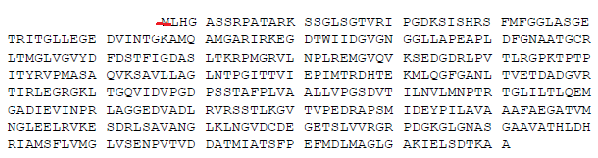 MLHG ASSRPATARK SSGLSGTVRI PGDKSISHRS FMFGGLASGE
TRITGLLEGE DVINTGKAMQ AMGARIRKEG DTWIIDGVGN GGLLAPEAPL DFGNAATGCR
LTMGLVGVYD FDSTFIGDAS LTKRPMGRVL NPLREMGVQV KSEDGDRLPV TLRGPKTPTP
ITYRVPMASA QVKSAVLLAG LNTPGITTVI EPIMTRDHTE KMLQGFGANL TVETDADGVR
TIRLEGRGKL TGQVIDVPGD PSSTAFPLVA ALLVPGSDVT ILNVLMNPTR TGLILTLQEM
GADIEVINPR LAGGEDVADL RVRSSTLKGV TVPEDRAPSM IDEYPILAVA AAFAEGATVM
NGLEELRVKE SDRLSAVANG LKLNGVDCDE GETSLVVRGR PDGKGLGNAS GAAVATHLDH
RIAMSFLVMG LVSENPVTVD DATMIATSFP EFMDLMAGLG AKIELSDTKA A